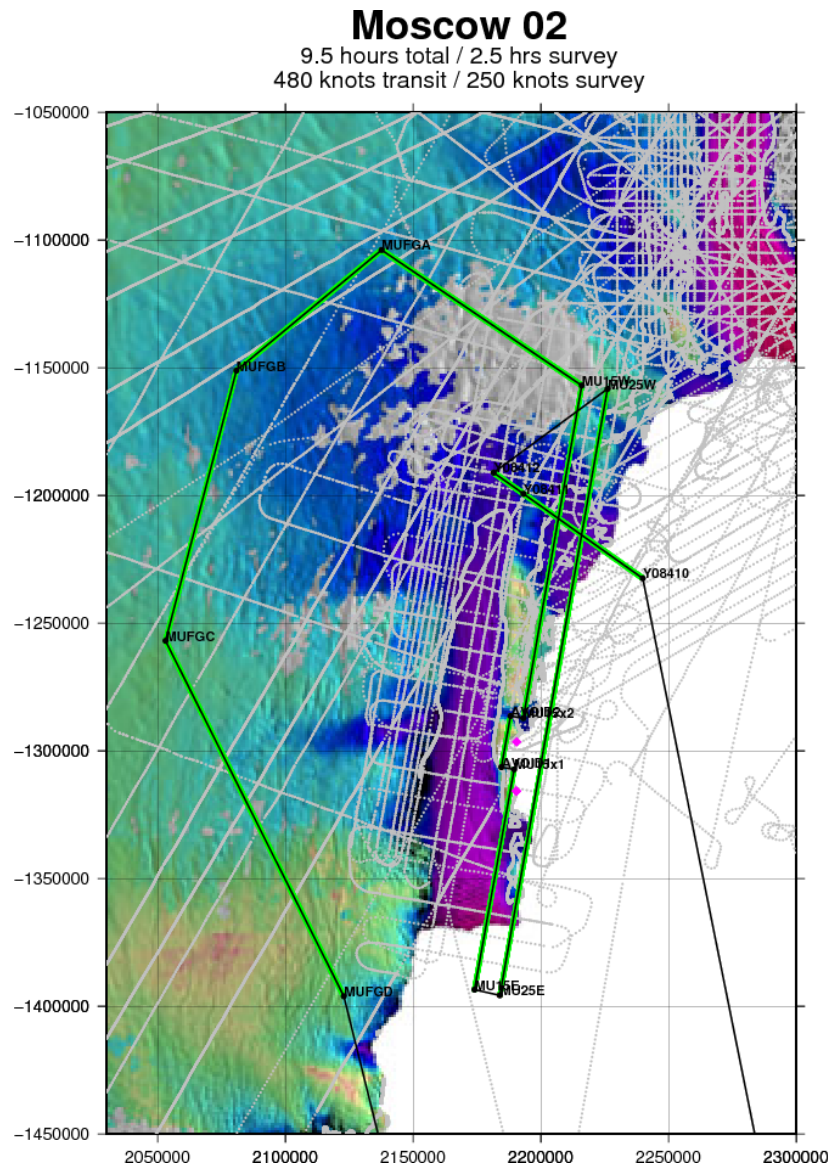 Moscow 02
9.5 hours total / 2.5 hrs survey
480 knots transit / 250 knots survey
−1050000
−1100000
MUFGA
−1150000
MUFGB
MU15W
MU25W
Y08412
−1200000
Y08410
−1250000
MUFGC
−1300000
−1350000
MUFGD
MU15E
MU25E
−1400000
−1450000
2050000
2100000
2150000
2200000
2250000
2300000